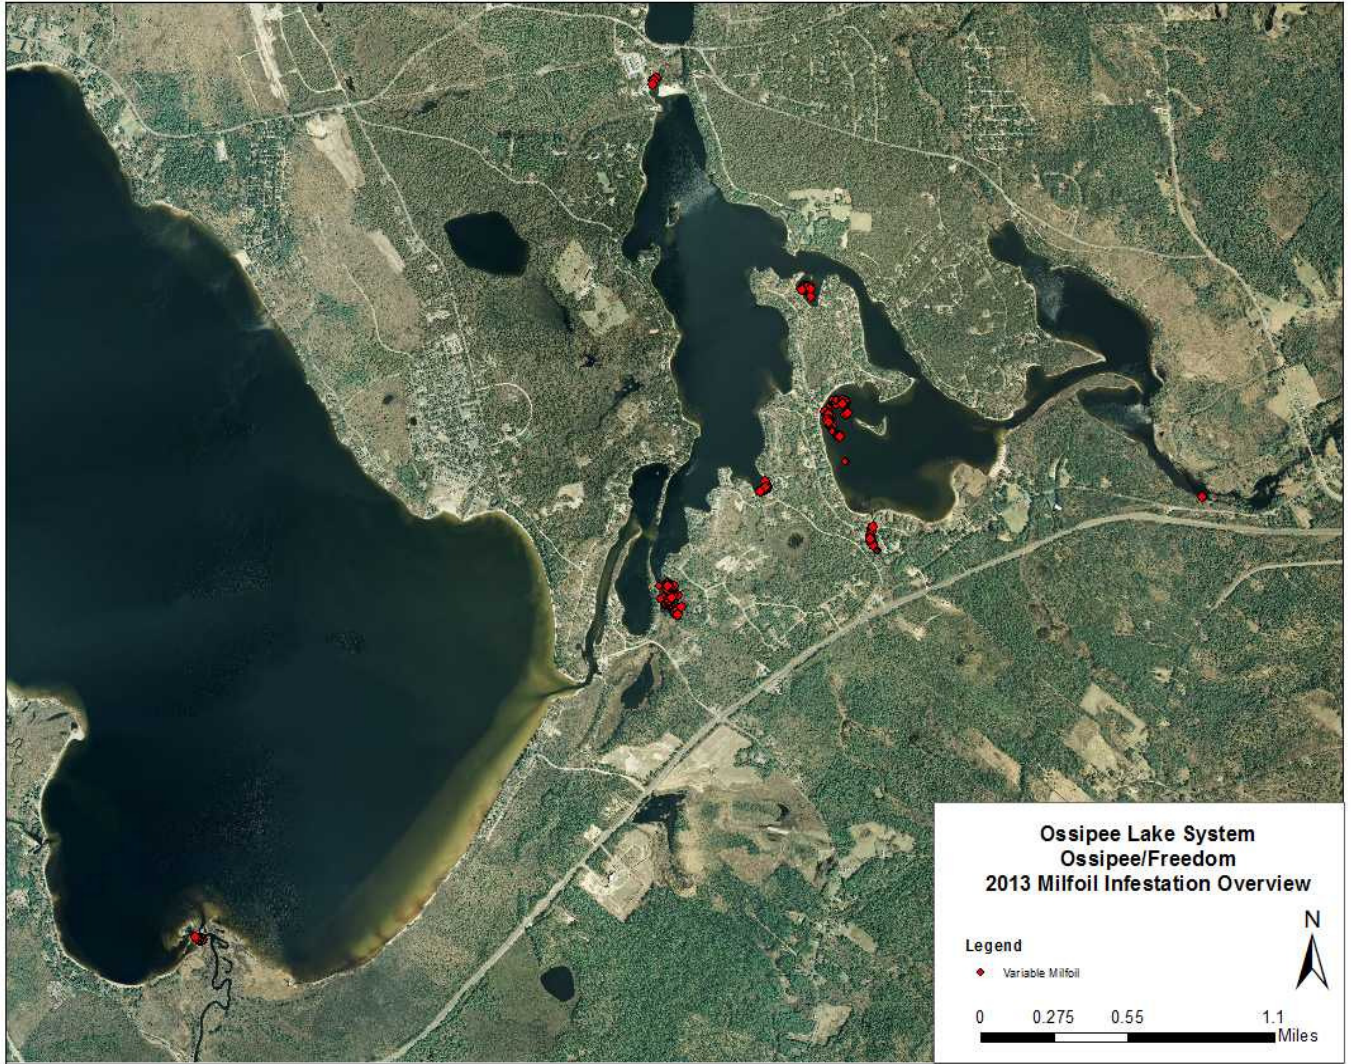 Ossipee Lake System
Ossipee/Freedom
2013 Milfoil Infestation Overview
N
Legend
Variable Milfoil
0 0.275 0.55 1.1
Miles